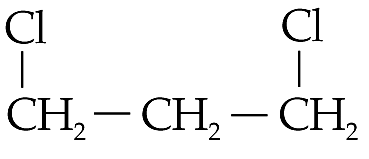 Cl Cl
CH₂ — CH₂ — CH₂